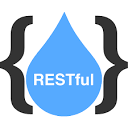 { RESTful }